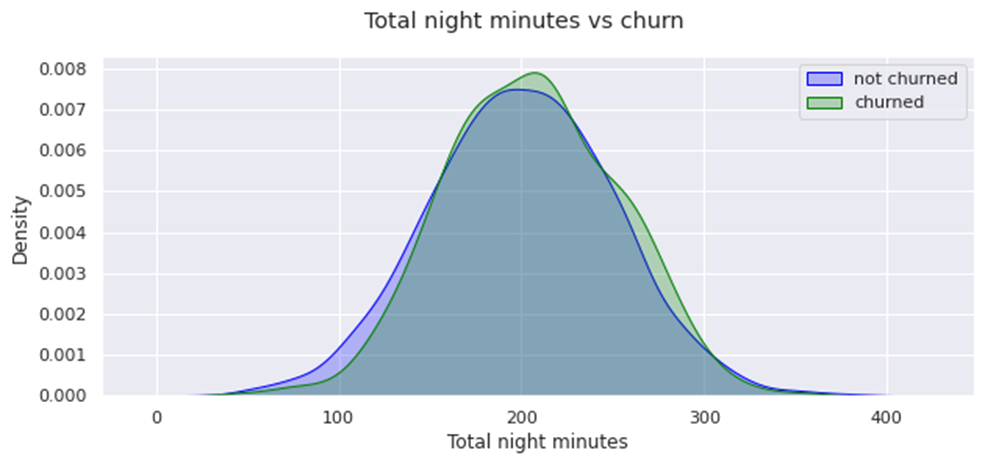 Total night minutes vs churn
not churned
churned
Density
0.008
0.007
0.006
0.005
0.004
0.003
0.002
0.001
0.000
0 100 200 300 400
Total night minutes